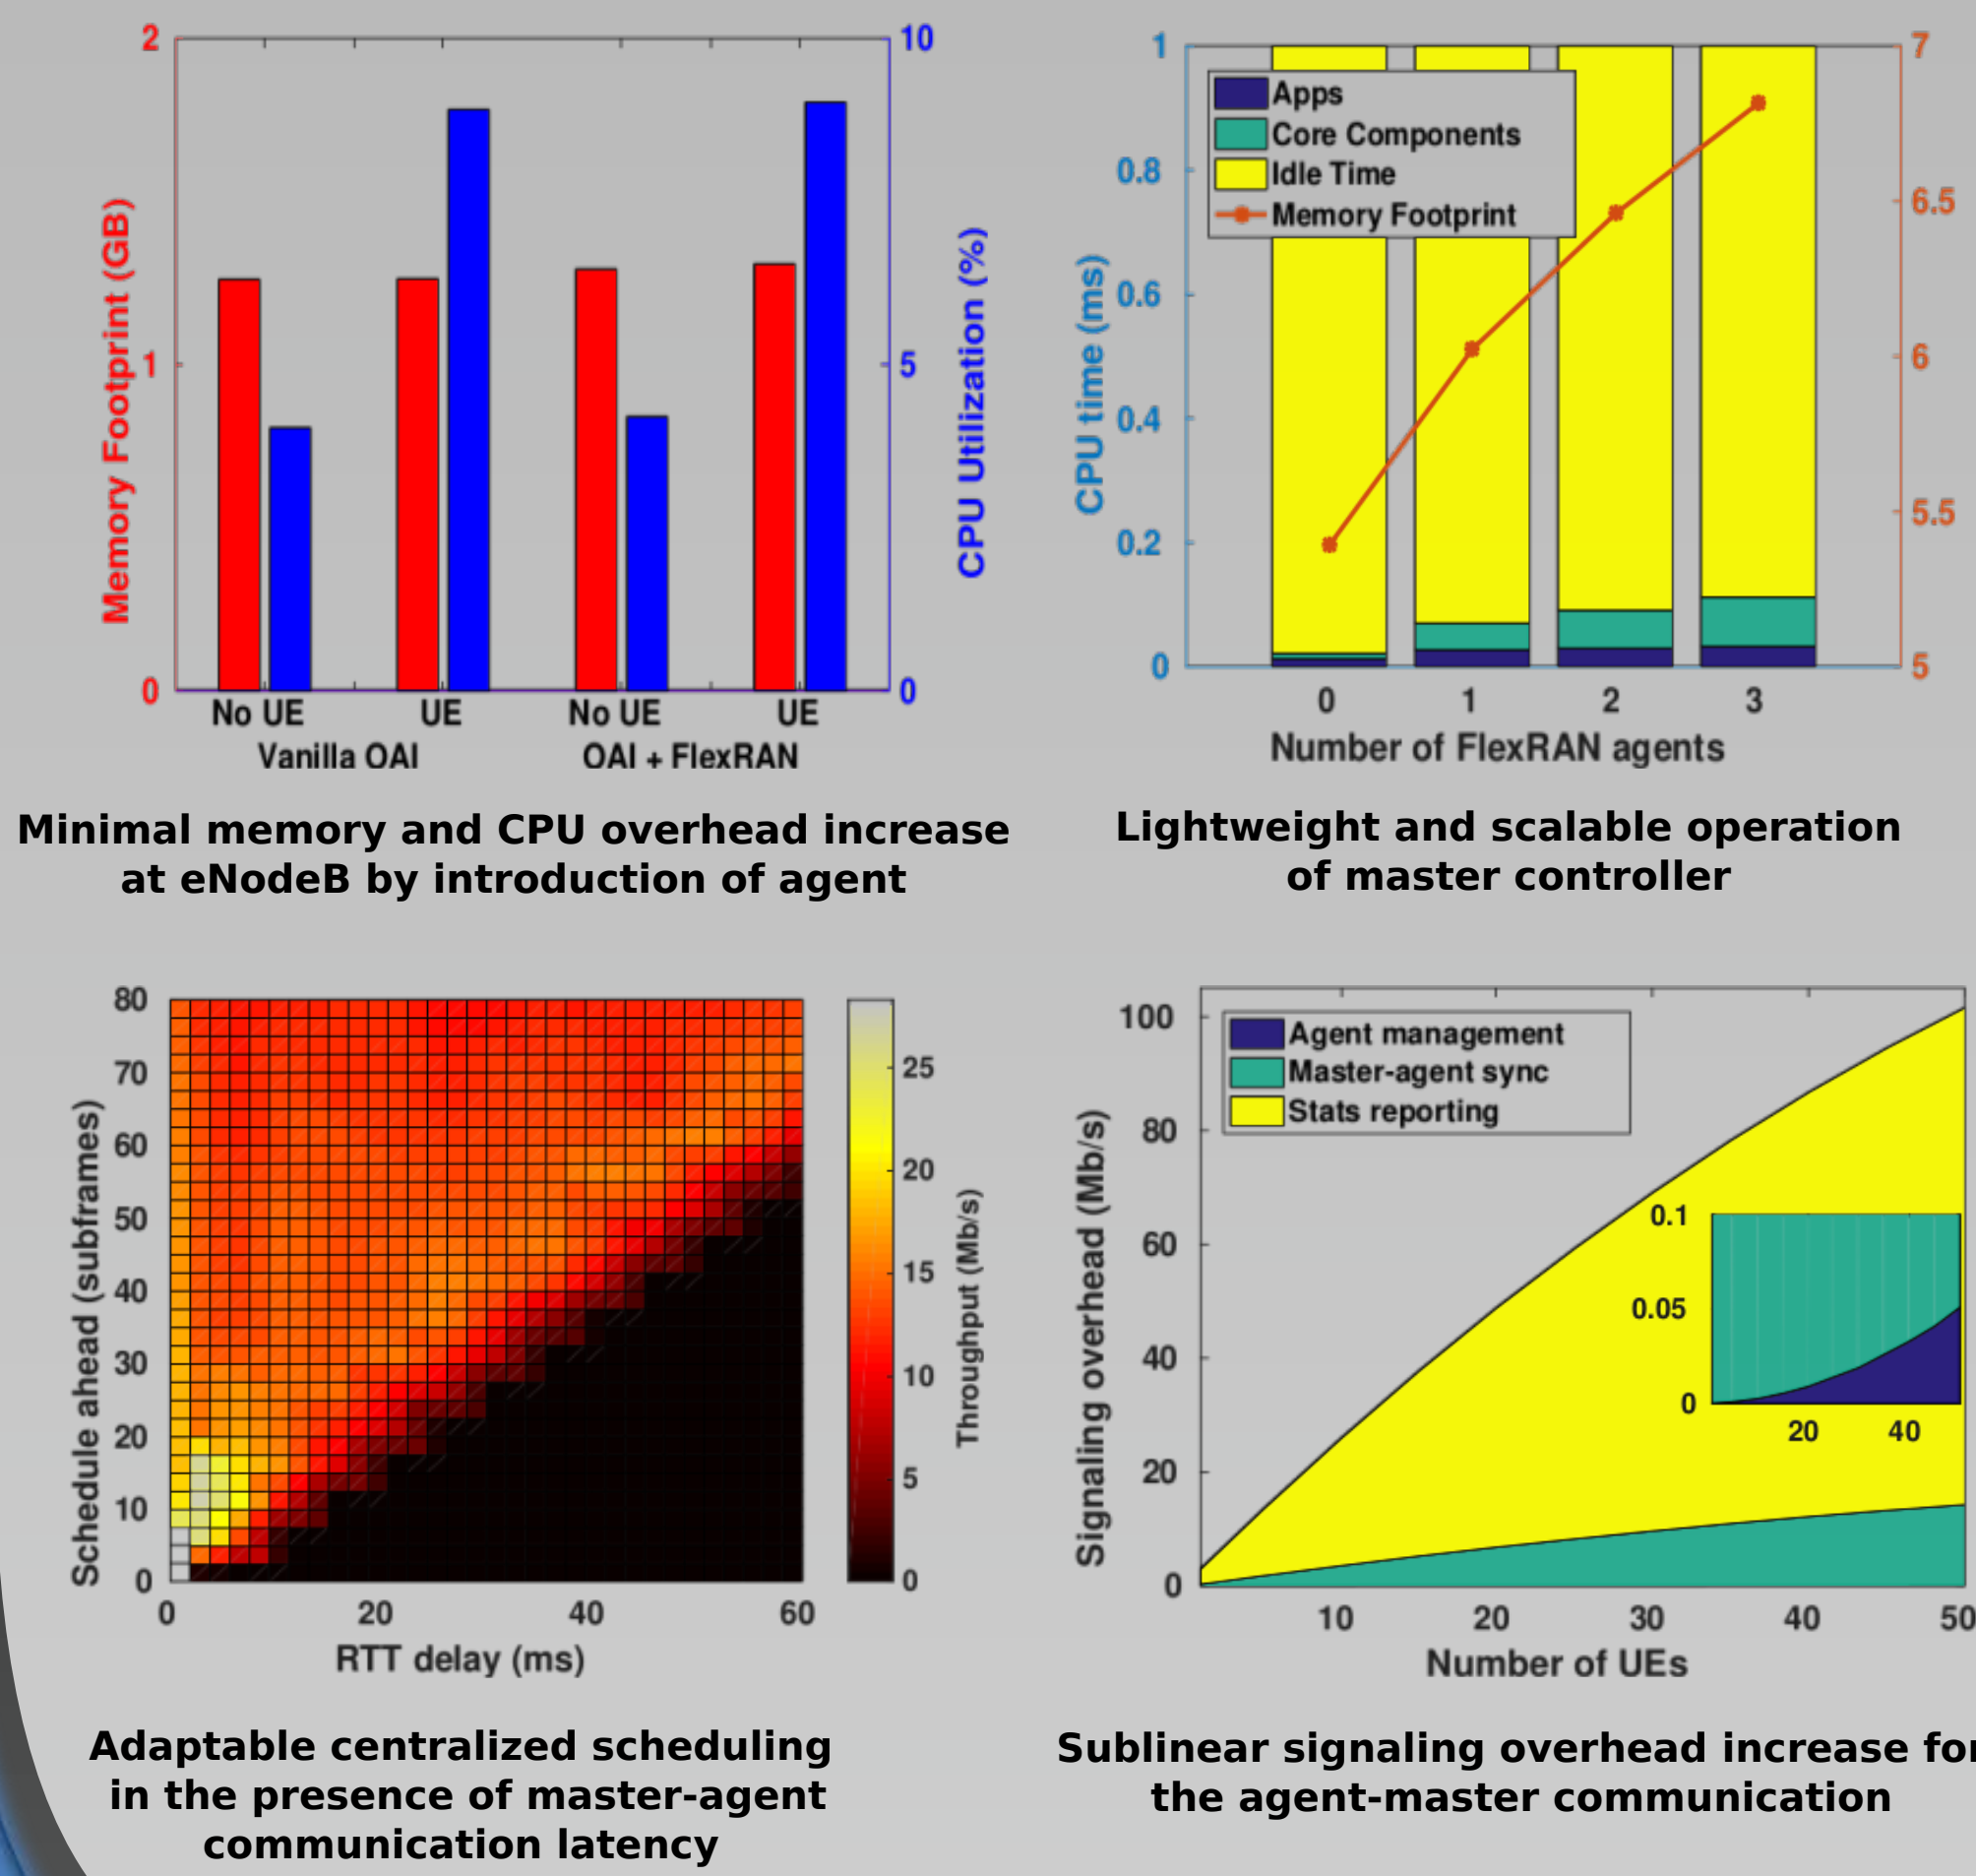 2
10
Memory Footprint (GB)
CPU Utilization (%)
1
5
0
0
No UE
UE
No UE
UE
Vanilla OAI
OAI + FlexRAN
Minimal memory and CPU overhead increase
at eNodeB by introduction of agent
1
7
Apps
Core Components
Idle Time
Memory Footprint
0.8
6.5
CPU time (ms)
0.6
6
0.4
5.5
0.2
0
5
0
1
2
3
Number of FlexRAN agents
Lightweight and scalable operation
of master controller
80
70
60
50
40
30
20
10
0
Schedule ahead (subframes)
0
20
40
60
RTT delay (ms)
25
20
15
10
5
0
Throughput (Mb/s)
Adaptable centralized scheduling
in the presence of master-agent
communication latency
100
80
60
40
20
0
Signaling overhead (Mb/s)
Agent management
Master-agent sync
Stats reporting
0.1
0.05
0
20
40
10
20
30
40
50
Number of UEs
Sublinear signaling overhead increase for
the agent-master communication